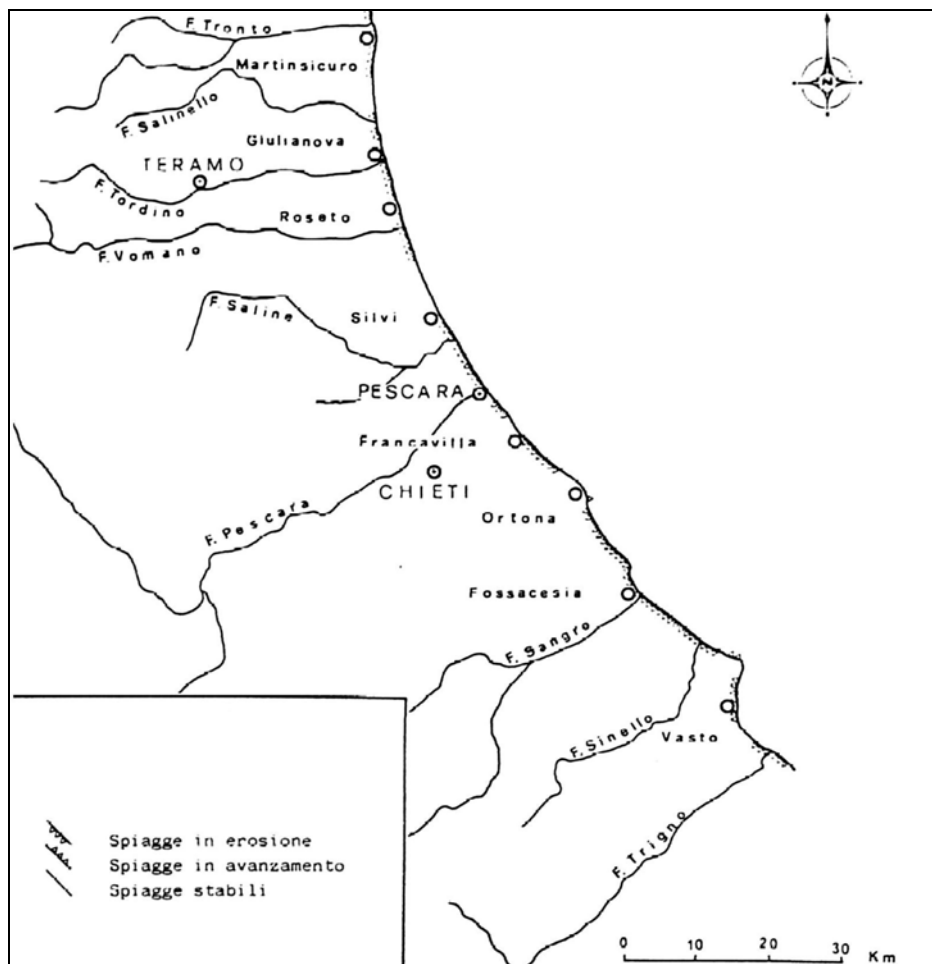 F. Tronto
Martinsicuro
F. Salinello
Giulianova
TERAMO
F. Tordino
Roseto
F. Vomano
F. Saline
Silvi
PESCARA
Francavilla
CHIETI
F. Pescara
Ortona
Fossacesia
F. Sangro
F. Sinello
Vasto
F. Trigno
N
Spiagge in erosione
Spiagge in avanzamento
Spiagge stabili
0 10 20 30 Km